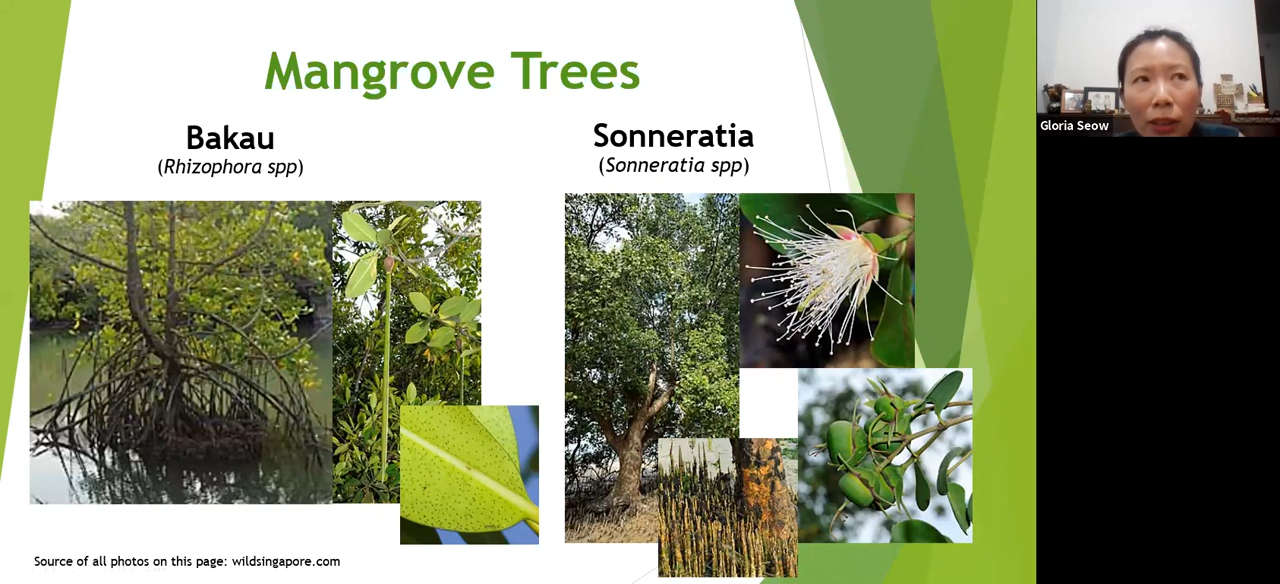 Mangrove Trees
Bakau
(Rhizophora spp)
Sonneratia
(Sonneratia spp)
Source of all photos on this page: wildsingapore.com
Gloria Seow